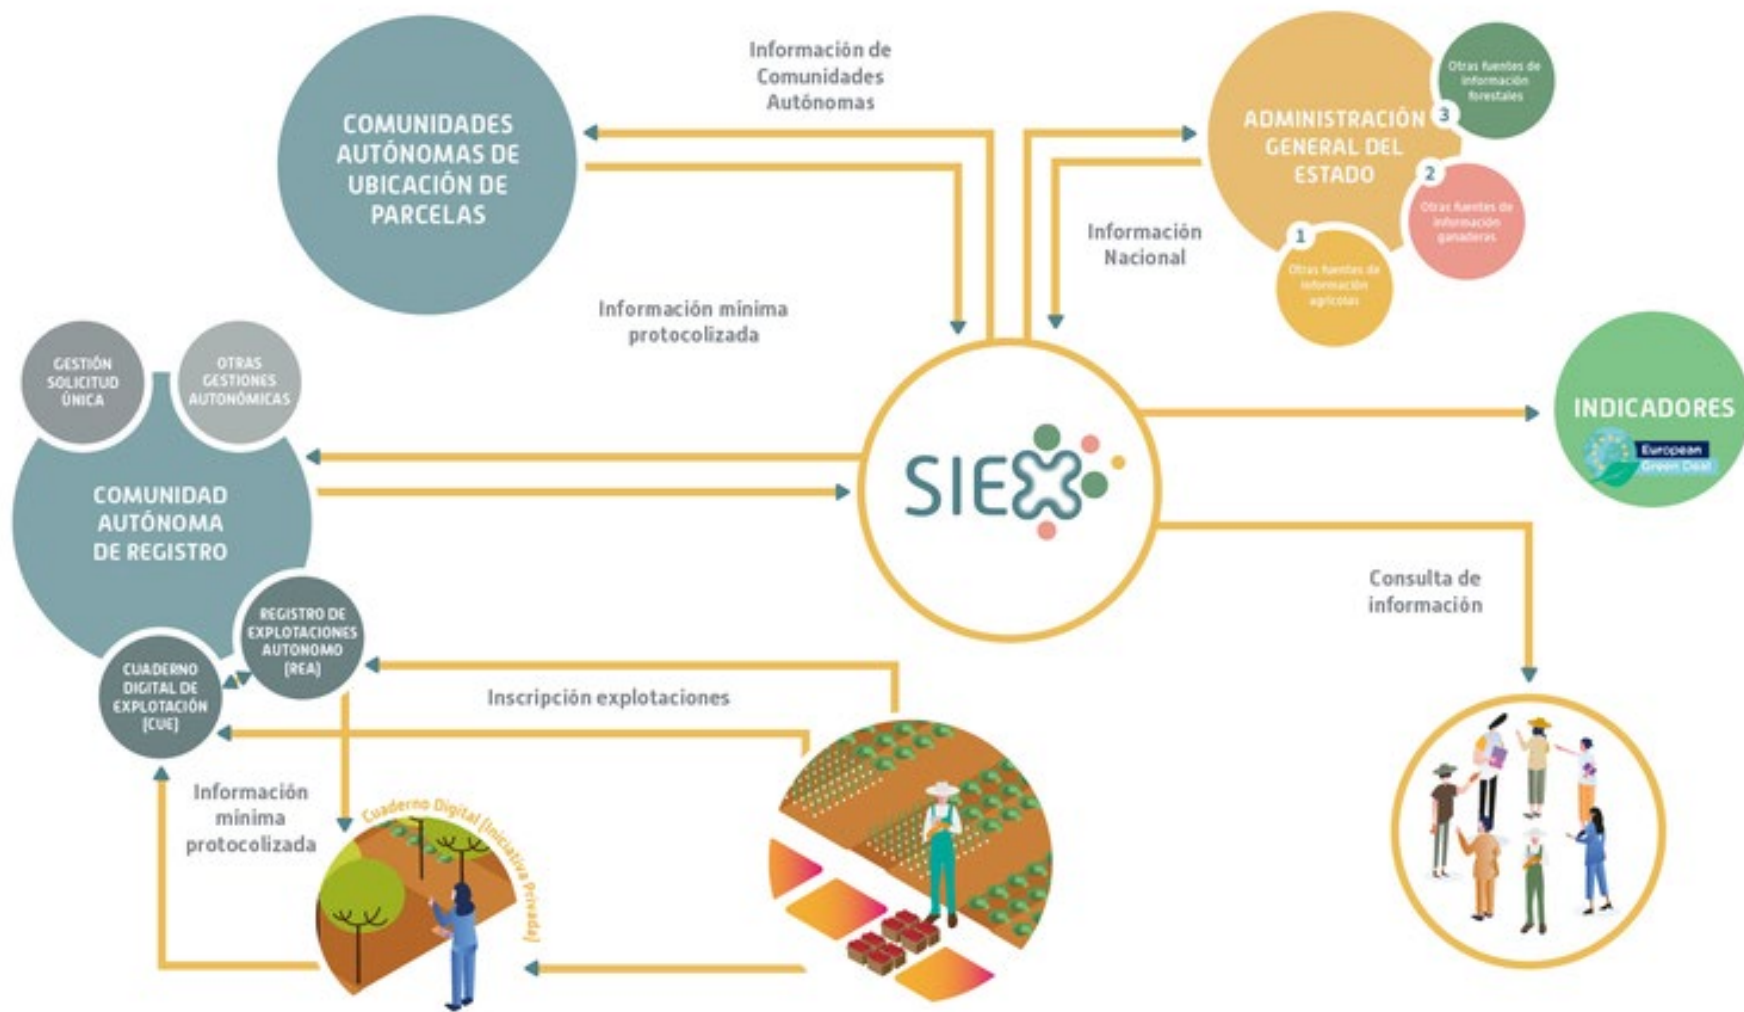 Información de
Comunidades
Autónomas
COMUNIDADES
AUTÓNOMAS DE
UBICACIÓN DE
PARCELAS
ADMINISTRACIÓN
GENERAL DEL
ESTADO
Otras fuentes de
información
forestales
3
2
Otras fuentes de
información
ganaderas
1
Otras fuentes de
información
agrícolas
Información
Nacional
Información mínima
protocolizada
GESTIÓN
SOLICITUD
ÚNICA
OTRAS
GESTIONES
AUTONÓMICAS
COMUNIDAD
AUTÓNOMA
DE REGISTRO
SIEX
INDICADORES
European
Green Deal
Consulta de
información
REGISTRO DE
EXPLOTACIONES
AUTONOMO
(REA)
CUADERNO
DIGITAL DE
EXPLOTACIÓN
(CUE)
Inscripción explotaciones
Información
mínima
protocolizada
Cuaderno Digital (Iniciativa Privada)